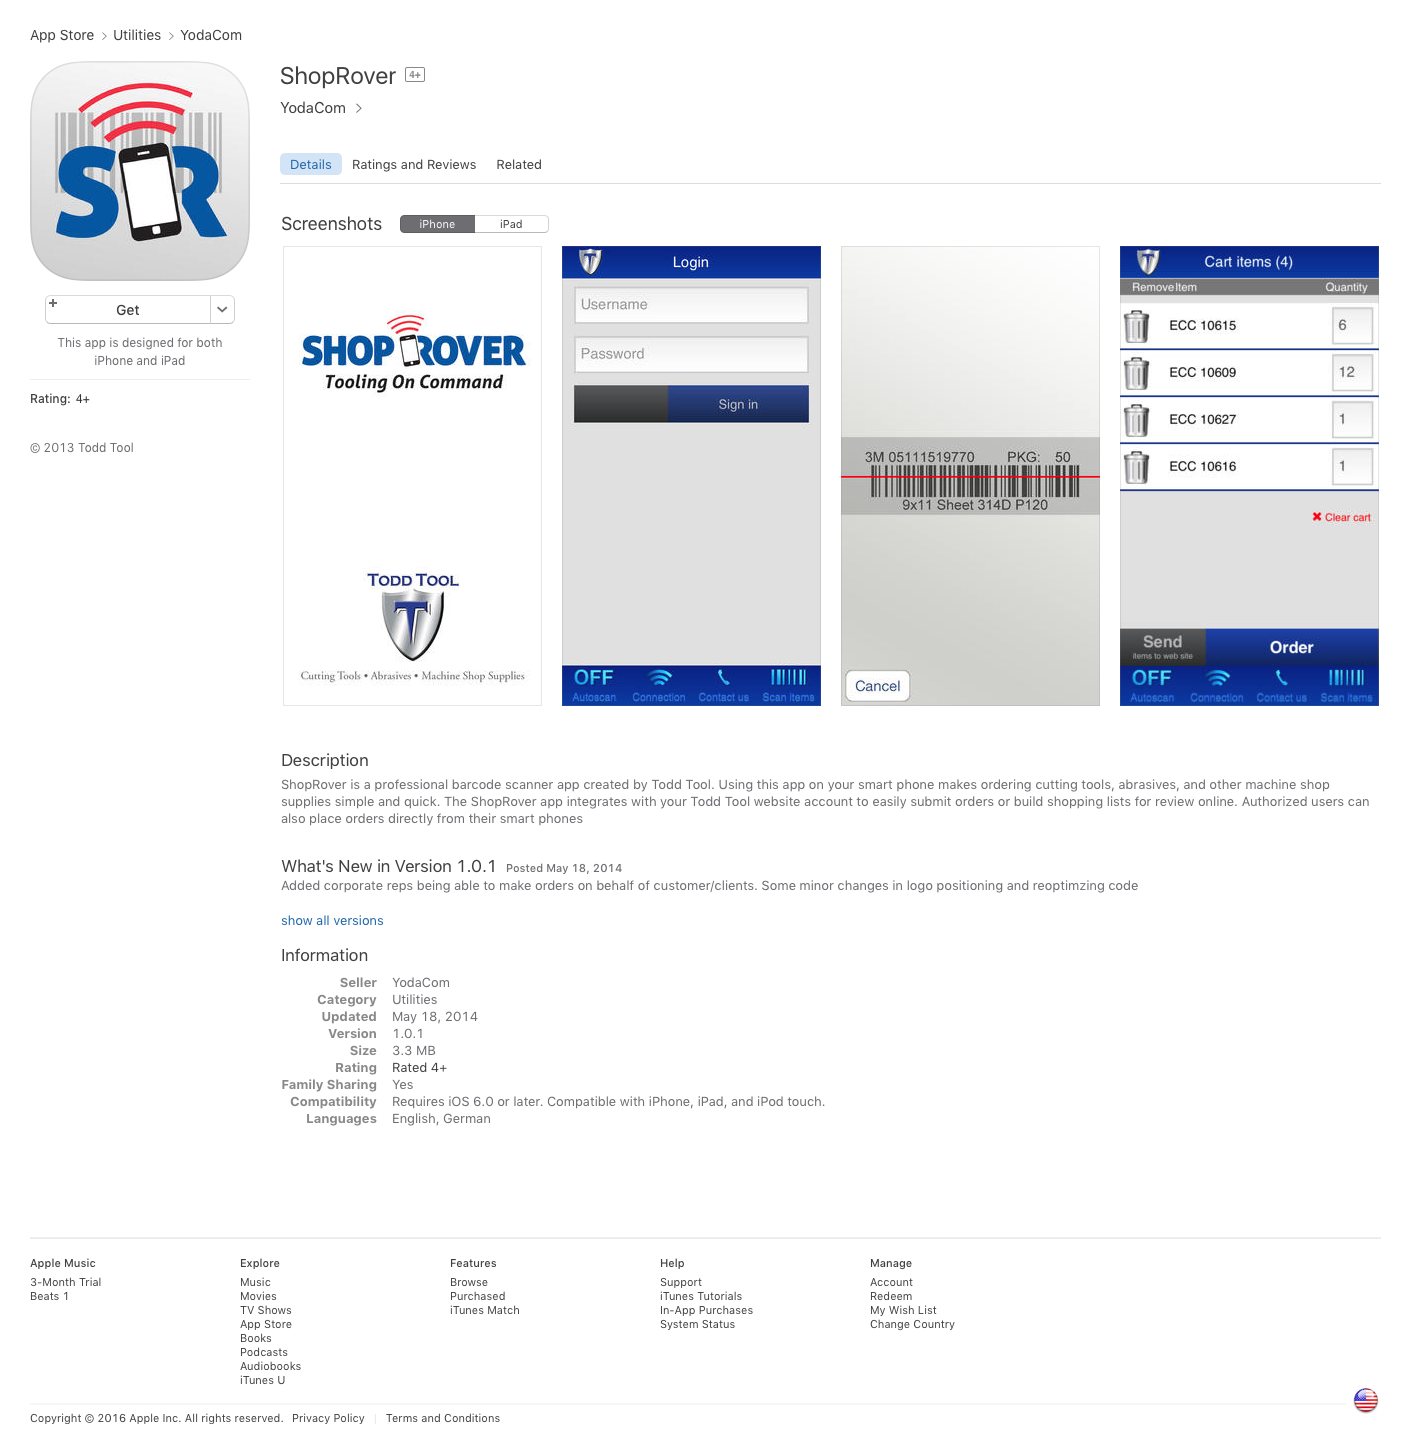 App Store > Utilities > YodaCom
SR
+ Get
This app is designed for both
iPhone and iPad
Rating: 4+
© 2013 Todd Tool
ShopRover 4+
YodaCom >
Details Ratings and Reviews Related
Screenshots iPhone iPad
SHOP ROVER
Tooling On Command
TODD TOOL
T
Cutting Tools • Abrasives • Machine Shop Supplies
T Login
Username
Password
Sign in
OFF
Autoscan Connection Contact us Scan items
3M 05111519770 PKG: 50
9x11 Sheet 314D P120
Cancel
T Cart items (4)
Remove Item Quantity
ECC 10615 6
ECC 10609 12
ECC 10627 1
ECC 10616 1
✖ Clear cart
Send Order
items to web site
OFF
Autoscan Connection Contact us Scan items
Description
ShopRover is a professional barcode scanner app created by Todd Tool. Using this app on your smart phone makes ordering cutting tools, abrasives, and other machine shop
supplies simple and quick. The ShopRover app integrates with your Todd Tool website account to easily submit orders or build shopping lists for review online. Authorized users can
also place orders directly from their smart phones
What's New in Version 1.0.1 Posted May 18, 2014
Added corporate reps being able to make orders on behalf of customer/clients. Some minor changes in logo positioning and reoptimzing code
show all versions
Information
Seller YodaCom
Category Utilities
Updated May 18, 2014
Version 1.0.1
Size 3.3 MB
Rating Rated 4+
Family Sharing Yes
Compatibility Requires iOS 6.0 or later. Compatible with iPhone, iPad, and iPod touch.
Languages English, German
Apple Music
3-Month Trial
Beats 1
Explore
Music
Movies
TV Shows
App Store
Books
Podcasts
Audiobooks
iTunes U
Features
Browse
Purchased
iTunes Match
Help
Support
iTunes Tutorials
In-App Purchases
System Status
Manage
Account
Redeem
My Wish List
Change Country
Copyright © 2016 Apple Inc. All rights reserved. Privacy Policy | Terms and Conditions